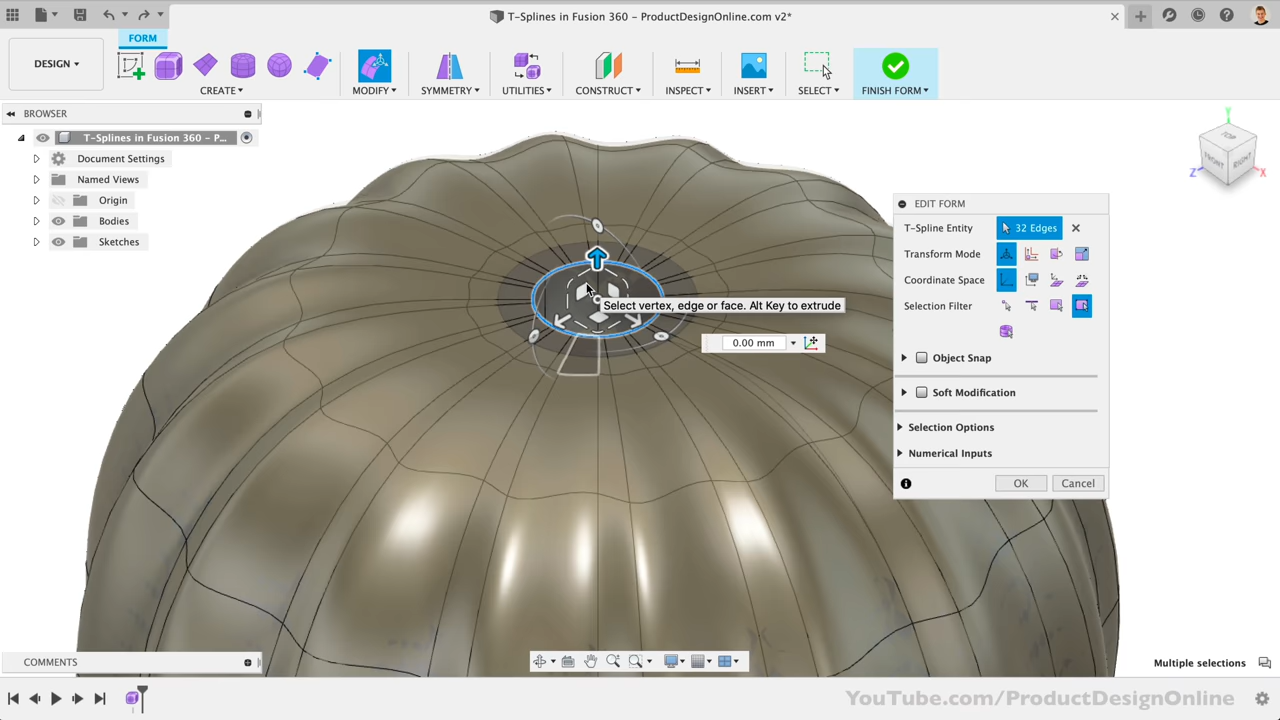 T-Splines in Fusion 360 - ProductDesignOnline.com v2*
FORM
DESIGN
CREATE
MODIFY
SYMMETRY
UTILITIES
CONSTRUCT
INSPECT
INSERT
SELECT
FINISH FORM
BROWSER
T-Splines in Fusion 360 - P...
Document Settings
Named Views
Origin
Bodies
Sketches
TOP
FRONT
RIGHT
Y
Z
X
EDIT FORM
T-Spline Entity
32 Edges
Transform Mode
Coordinate Space
Selection Filter
Object Snap
Soft Modification
Selection Options
Numerical Inputs
OK
Cancel
Select vertex, edge or face. Alt Key to extrude
0.00 mm
COMMENTS
Multiple selections
YouTube.com/ProductDesignOnline